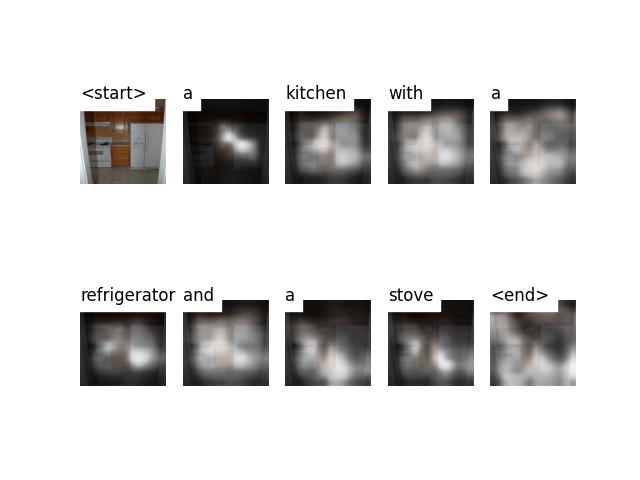 <start> a kitchen with a
refrigerator and a stove <end>